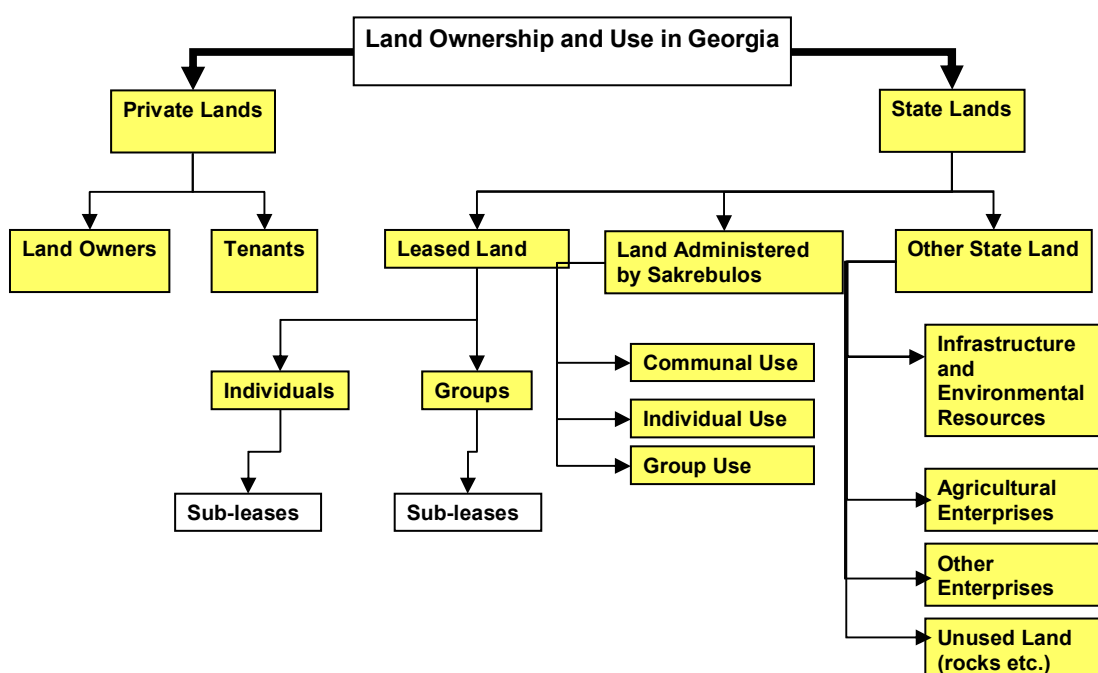 Land Ownership and Use in Georgia
Private Lands
State Lands
Land Owners
Tenants
Leased Land
Land Administered
by Sakrebulos
Other State Land
Individuals
Groups
Sub-leases
Sub-leases
Communal Use
Individual Use
Group Use
Infrastructure
and
Environmental
Resources
Agricultural
Enterprises
Other
Enterprises
Unused Land
(rocks etc.)